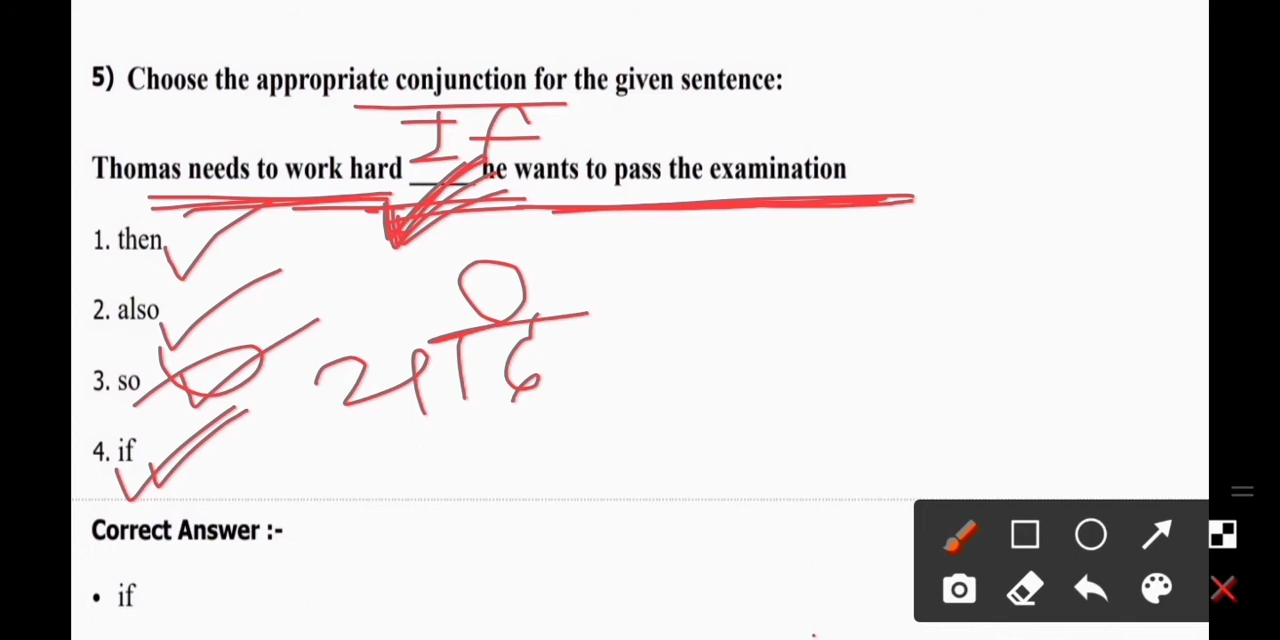 5) Choose the appropriate conjunction for the given sentence:
If
Thomas needs to work hard _____ he wants to pass the examination
1. then
2. also
3. so
4. if
Correct Answer :-
• if